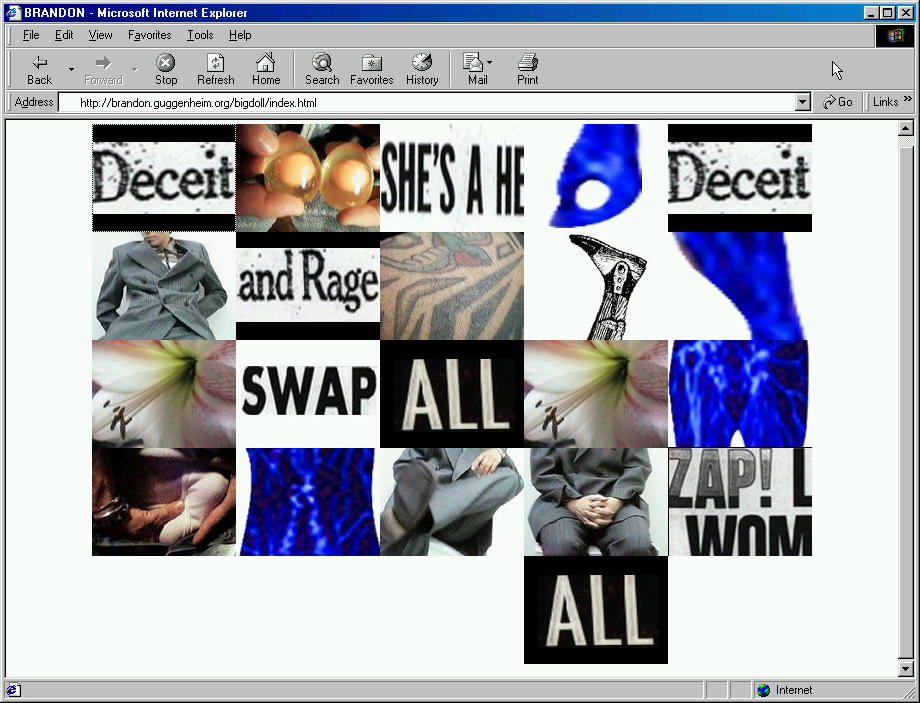 BRANDON - Microsoft Internet Explorer
File Edit View Favorites Tools Help
Back Forward Stop Refresh Home Search Favorites History Mail Print
Address http://brandon.guggenheim.org/bigdoll/index.html Go Links »
Deceit SHE'S A HE Deceit
and Rage
SWAP ALL
ZAP! L
WOM
ALL
Internet